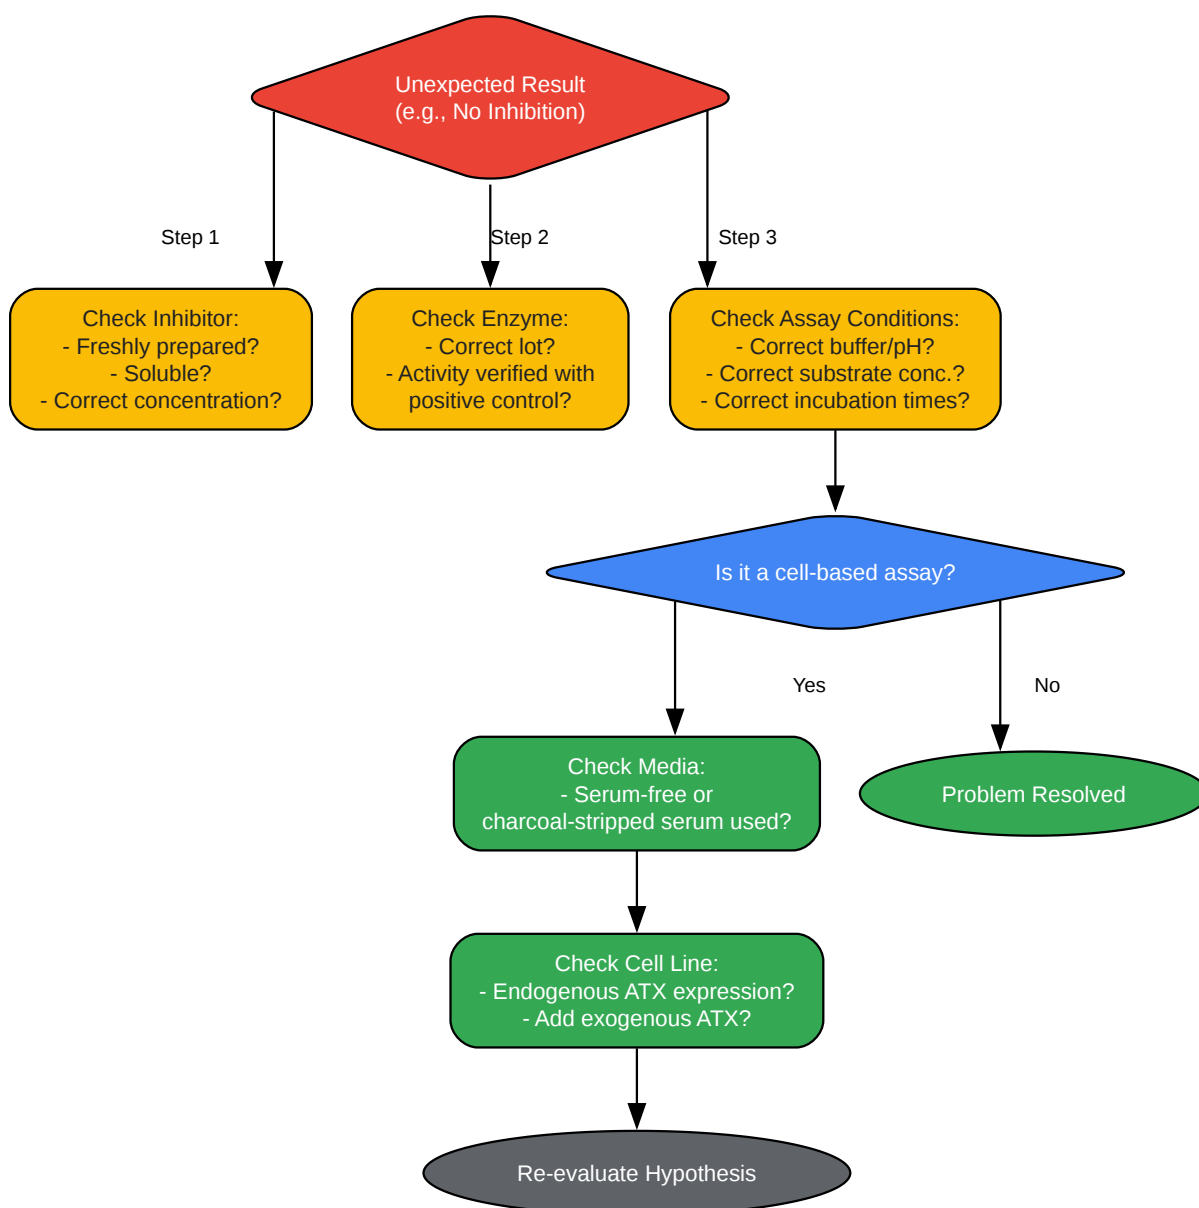 Unexpected Result
(e.g., No Inhibition)
Step 1
Step 2
Step 3
Check Inhibitor:
- Freshly prepared?
- Soluble?
- Correct concentration?
Check Enzyme:
- Correct lot?
- Activity verified with
positive control?
Check Assay Conditions:
- Correct buffer/pH?
- Correct substrate conc.?
- Correct incubation times?
Is it a cell-based assay?
Yes
No
Check Media:
- Serum-free or
charcoal-stripped serum used?
Problem Resolved
Check Cell Line:
- Endogenous ATX expression?
- Add exogenous ATX?
Re-evaluate Hypothesis